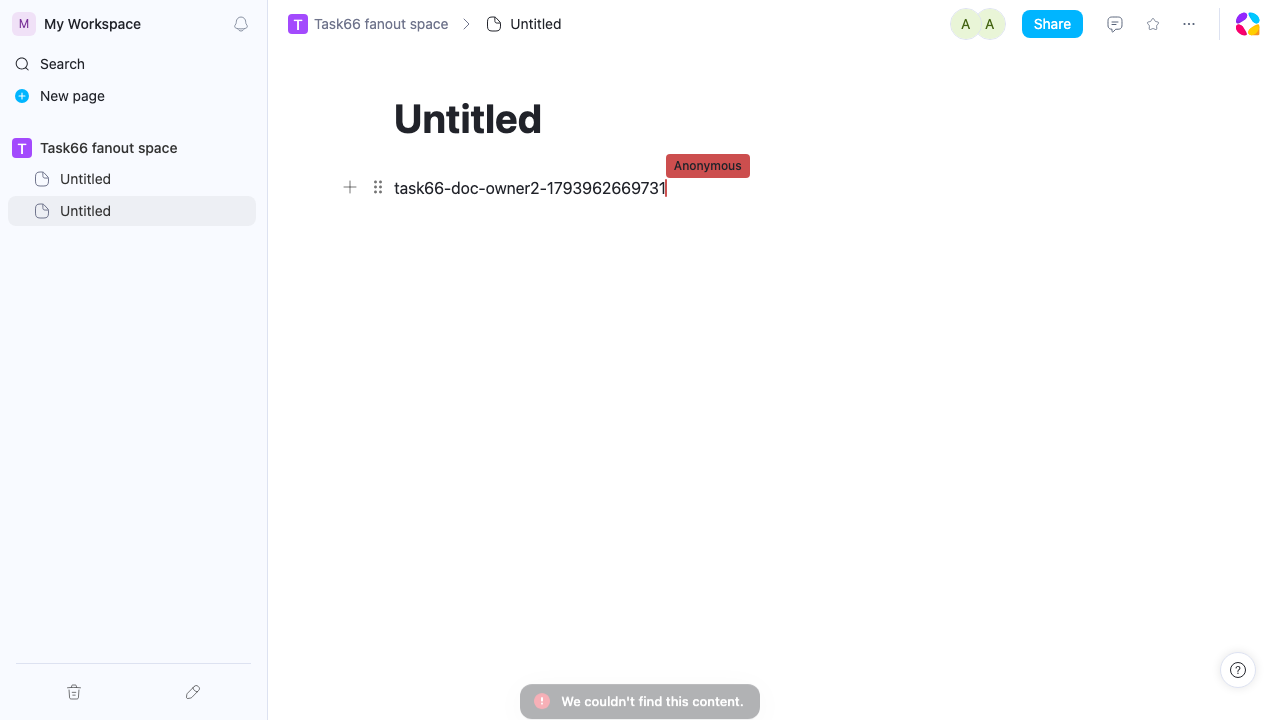 M My Workspace
Search
New page
T Task66 fanout space
Untitled
Untitled
T Task66 fanout space Untitled
A A Share
Untitled
Anonymous
task66-doc-owner2-1793962669731
We couldn't find this content.